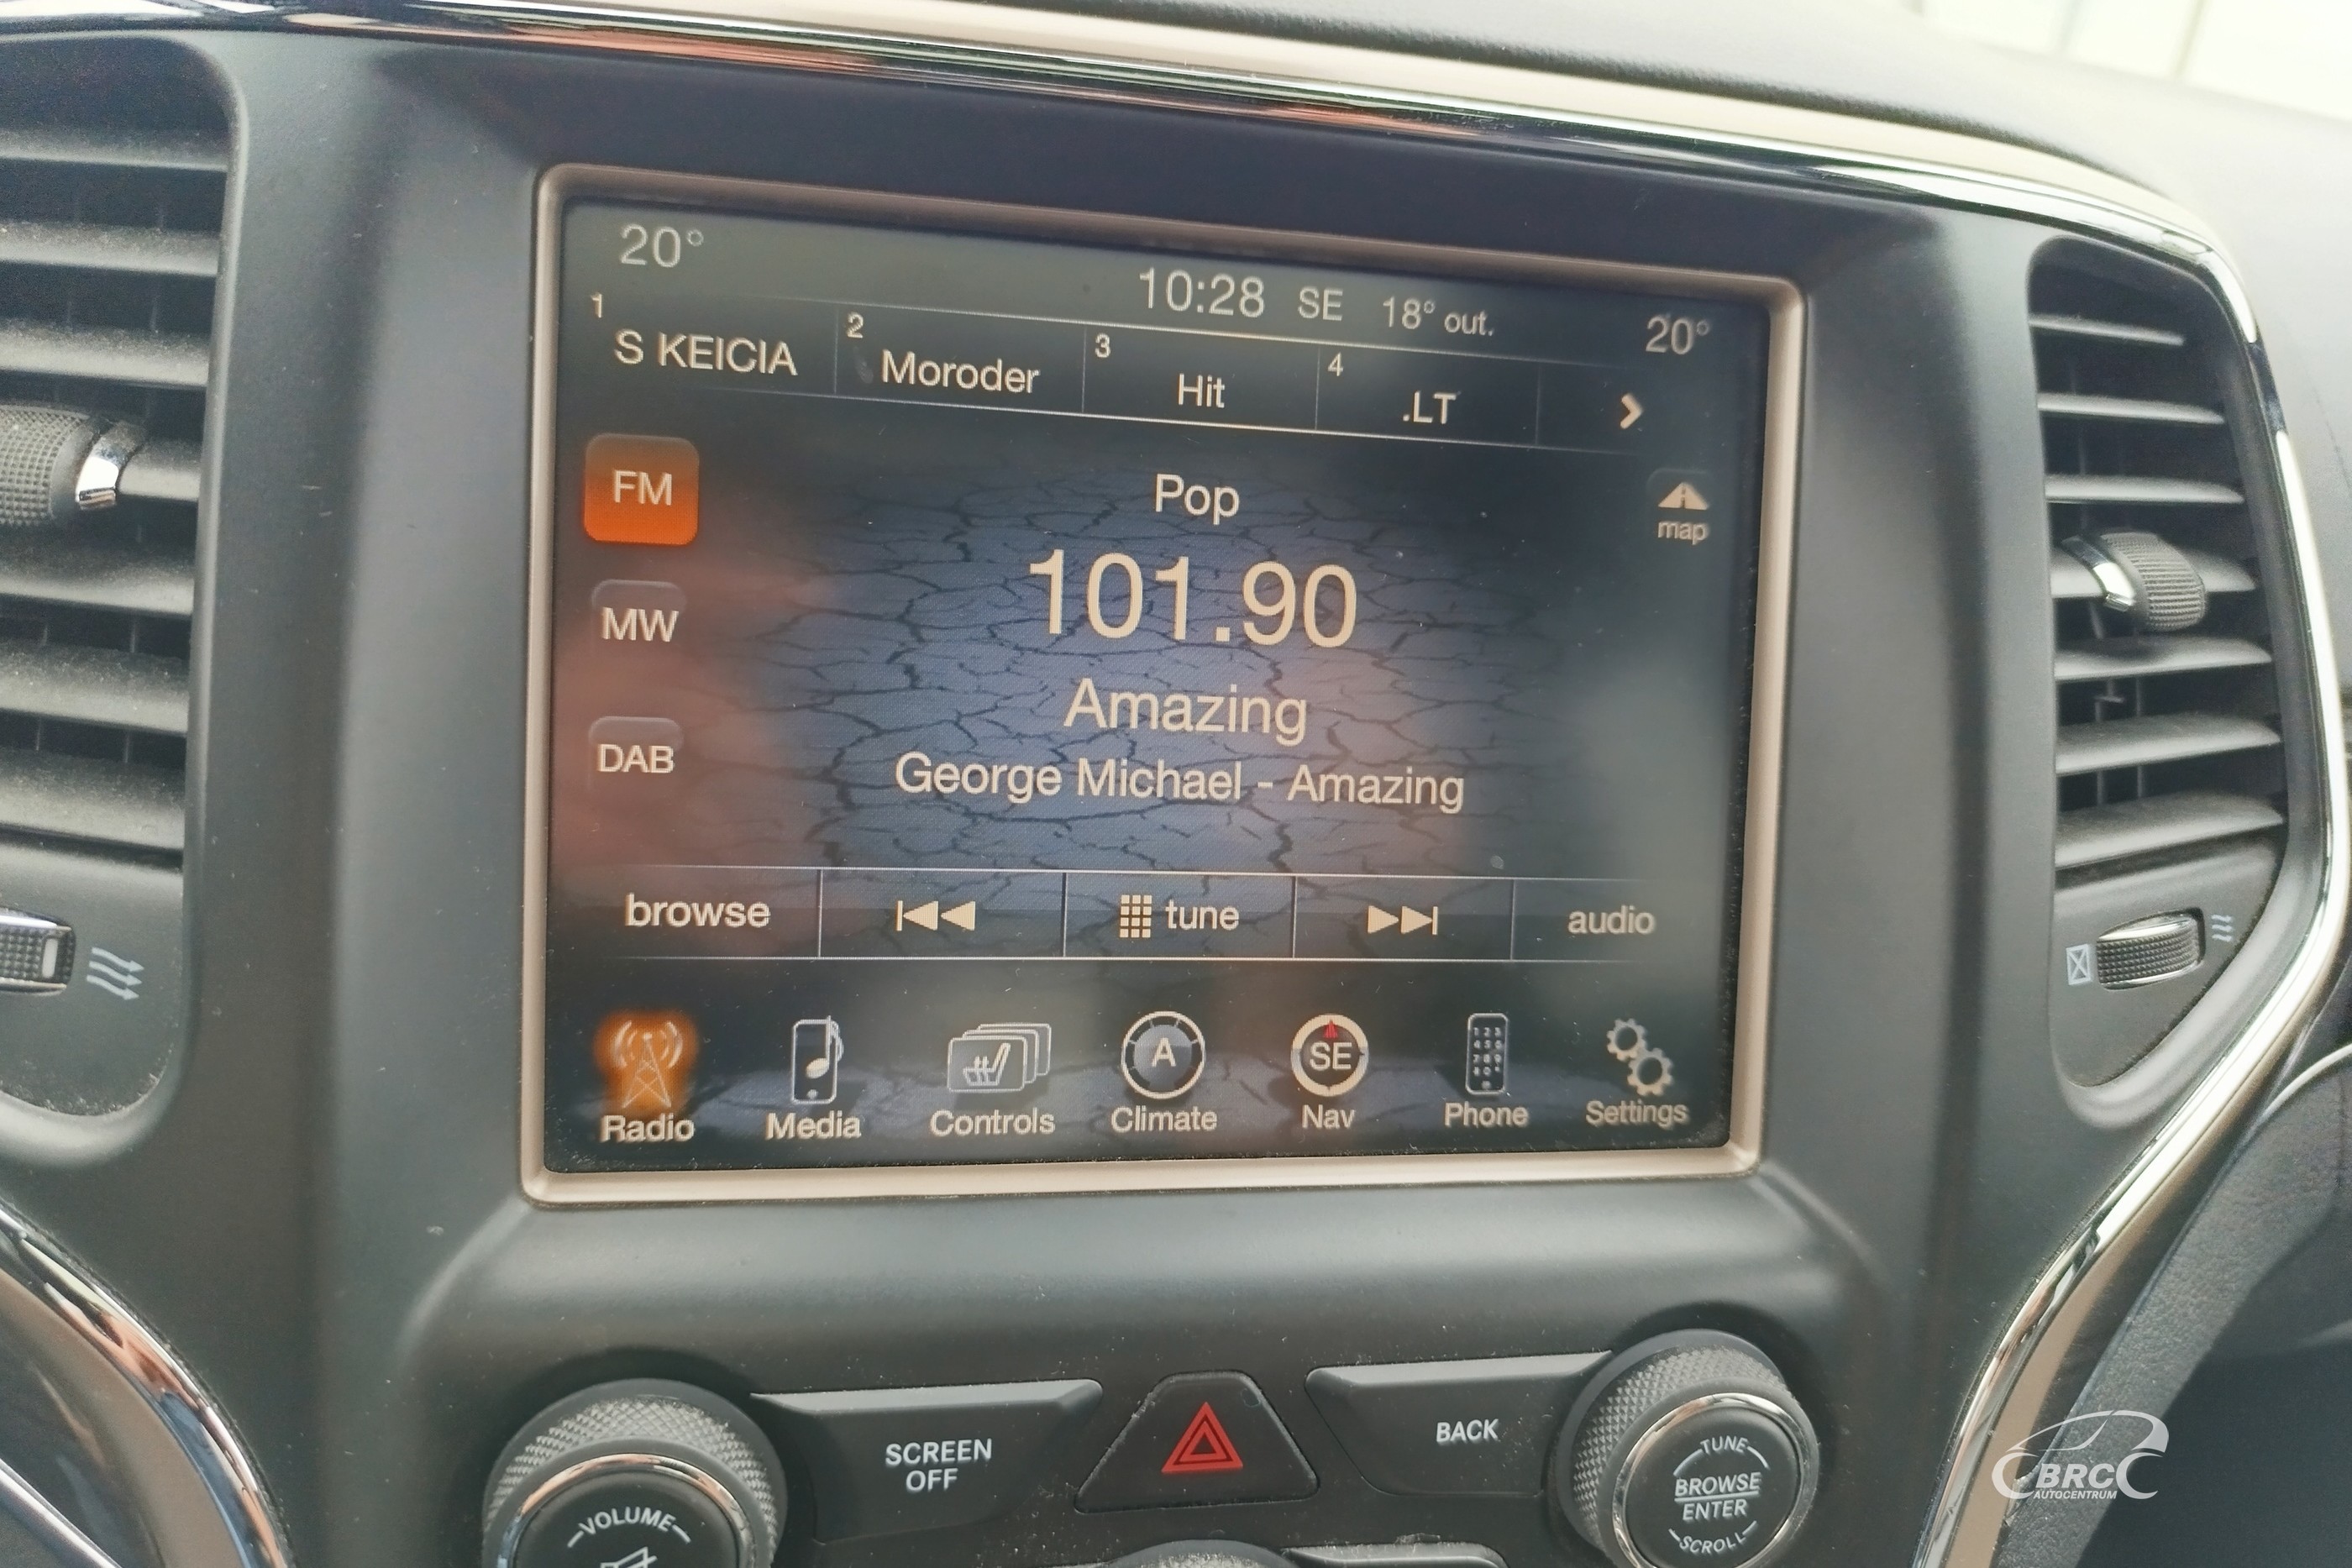 20°
10:28 SE 18° out.
20°
1 S KEICIA
2 Moroder
3 Hit
4 .LT
FM
Pop
map
101.90
MW
Amazing
DAB
George Michael - Amazing
browse
tune
audio
A
SE
Radio
Media
Controls
Climate
Nav
Phone
Settings
SCREEN
OFF
BACK
VOLUME
TUNE
BROWSE
ENTER
SCROLL
BRC
AUTOCENTRUM